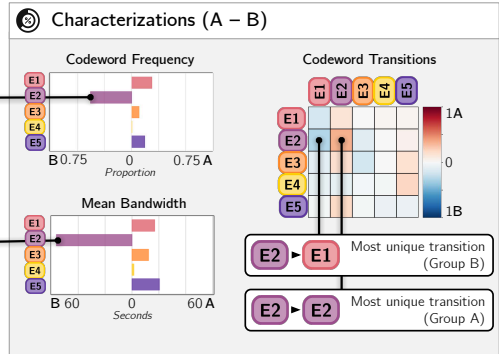 Characterizations (A – B)
Codeword Frequency
E1
E2
E3
E4
E5
B 0.75 0 0.75 A
Proportion
Mean Bandwidth
E1
E2
E3
E4
E5
B 60 0 60 A
Seconds
Codeword Transitions
E1 E2 E3 E4 E5
E1
E2
E3
E4
E5
1A
0
1B
E2 ► E1 Most unique transition
(Group B)
E2 ► E2 Most unique transition
(Group A)